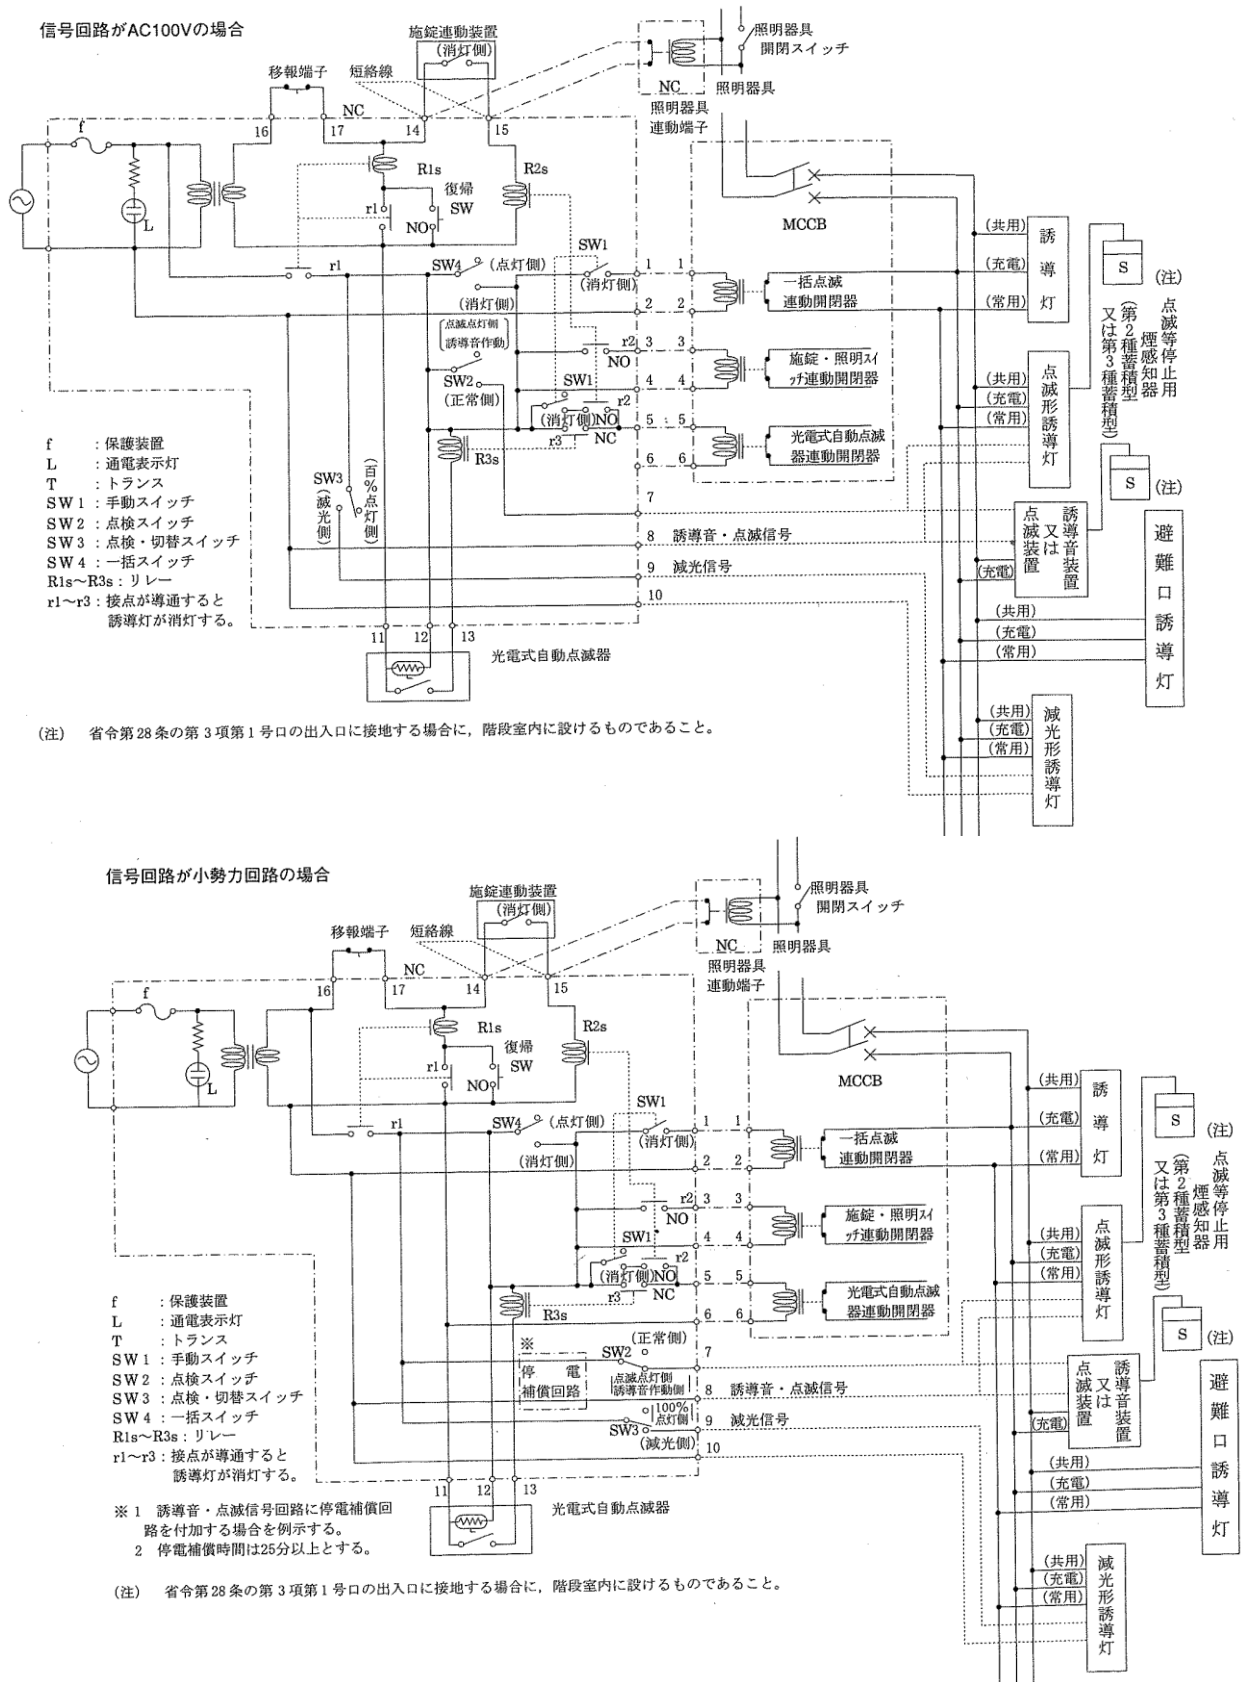 信号回路がAC100Vの場合
施錠連動装置
(消灯側)
照明器具
開閉スイッチ
移報端子
短絡線
NC
照明器具
NC
照明器具
連動端子
f
16
17
14
15
R1s
R2s
復帰
SW
r1
NO
L
MCCB
SW1
r1
SW4
(点灯側)
(消灯側)
(消灯側)
1
1
2
2
一括点滅
連動開閉器
点滅点灯側
誘導音作動
SW2
(正常側)
r2
NO
3
3
施錠・照明スイ
ッチ連動開閉器
SW1
4
4
r2
(消灯側)
NO
5
5
r3
NC
光電式自動点滅
器連動開閉器
R3s
6
6
7
SW3
(減光側)
(百%点灯側)
8
誘導音・点滅信号
9
減光信号
10
11
12
13
光電式自動点滅器
(共用)
(充電)
(常用)
誘導灯
S
(注)
点滅等停止用
煙感知器
(第2種蓄積型
又は第3種蓄積型)
(共用)
(充電)
(常用)
点滅形誘導灯
S
(注)
誘導音装置
又は
点滅装置
(充電)
避難口誘導灯
(共用)
(充電)
(常用)
(共用)
(充電)
(常用)
減光形誘導灯
f :保護装置
L :通電表示灯
T :トランス
SW1:手動スイッチ
SW2:点検スイッチ
SW3:点検・切替スイッチ
SW4:一括スイッチ
R1s~R3s:リレー
r1~r3:接点が導通すると
誘導灯が消灯する。
(注) 省令第28条の第3項第1号ロの出入口に接地する場合に,階段室内に設けるものであること。
信号回路が小勢力回路の場合
施錠連動装置
(消灯側)
照明器具
開閉スイッチ
移報端子
短絡線
NC
照明器具
NC
照明器具
連動端子
f
16
17
14
15
R1s
R2s
復帰
SW
r1
NO
L
MCCB
SW1
r1
SW4
(点灯側)
(消灯側)
(消灯側)
1
1
2
2
一括点滅
連動開閉器
r2
NO
3
3
施錠・照明スイ
ッチ連動開閉器
SW1
4
4
r2
(消灯側)
NO
5
5
r3
NC
光電式自動点滅
器連動開閉器
R3s
6
6
※
停電
補償回路
(正常側)
SW2
7
点滅点灯側
誘導音作動側
8
誘導音・点滅信号
100%
点灯側
SW3
(減光側)
9
減光信号
10
11
12
13
光電式自動点滅器
(共用)
(充電)
(常用)
誘導灯
S
(注)
点滅等停止用
煙感知器
(第2種蓄積型
又は第3種蓄積型)
(共用)
(充電)
(常用)
点滅形誘導灯
S
(注)
誘導音装置
又は
点滅装置
(充電)
避難口誘導灯
(共用)
(充電)
(常用)
(共用)
(充電)
(常用)
減光形誘導灯
f :保護装置
L :通電表示灯
T :トランス
SW1:手動スイッチ
SW2:点検スイッチ
SW3:点検・切替スイッチ
SW4:一括スイッチ
R1s~R3s:リレー
r1~r3:接点が導通すると
誘導灯が消灯する。
※1 誘導音・点滅信号回路に停電補償回
路を付加する場合を例示する。
2 停電補償時間は25分以上とする。
(注) 省令第28条の第3項第1号ロの出入口に接地する場合に,階段室内に設けるものであること。